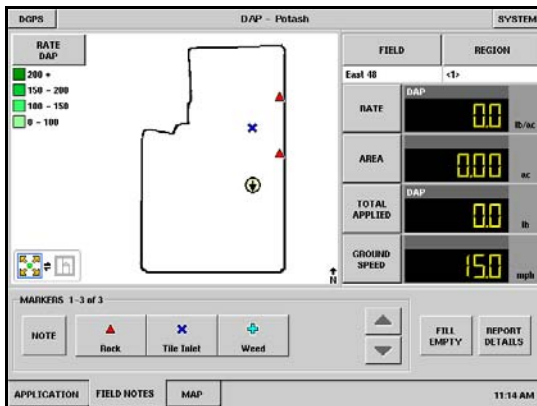 DGPS
DAP - Potash
SYSTEM
RATE
DAP
200 +
150 - 200
100 - 150
0 - 100
N
FIELD
REGION
East 40
<1>
RATE
DAP
0.0
lb/ac
AREA
0.00
ac
TOTAL
APPLIED
DAP
0.0
lb
GROUND
SPEED
15.0
mph
MARKERS 1-3 of 3
NOTE
Rock
Tile Inlet
Weed
FILL
EMPTY
REPORT
DETAILS
APPLICATION
FIELD NOTES
MAP
11:14 AM